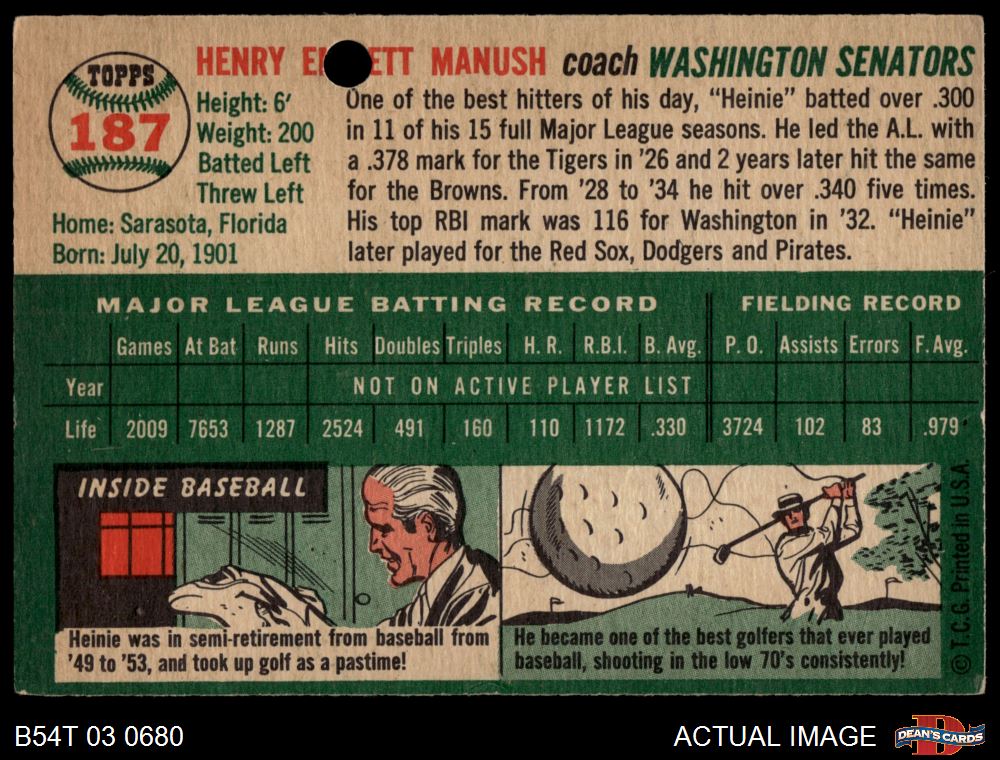 TOPPS
187
HENRY ETT MANUSH coach WASHINGTON SENATORS
Height: 6'
Weight: 200
Batted Left
Threw Left
Home: Sarasota, Florida
Born: July 20, 1901
One of the best hitters of his day, "Heinie" batted over .300
in 11 of his 15 full Major League seasons. He led the A.L. with
a .378 mark for the Tigers in '26 and 2 years later hit the same
for the Browns. From '28 to '34 he hit over .340 five times.
His top RBI mark was 116 for Washington in '32. "Heinie"
later played for the Red Sox, Dodgers and Pirates.
MAJOR LEAGUE BATTING RECORD FIELDING RECORD
Games At Bat Runs Hits Doubles Triples H. R. R.B.I. B. Avg. P. O. Assists Errors F. Avg.
Year NOT ON ACTIVE PLAYER LIST
Life 2009 7653 1287 2524 491 160 110 1172 .330 3724 102 83 .979
INSIDE BASEBALL
Heinie was in semi-retirement from baseball from
'49 to '53, and took up golf as a pastime!
He became one of the best golfers that ever played
baseball, shooting in the low 70's consistently!
© T.C.G. Printed in U.S.A.
B54T 03 0680
ACTUAL IMAGE
DEAN'S CARDS